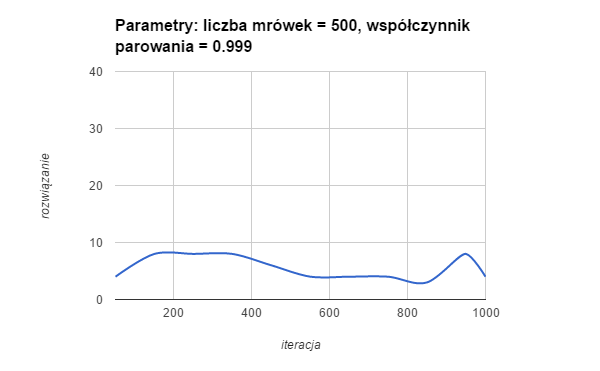 Parametry: liczba mrówek = 500, współczynnik
parowania = 0.999
40
30
20
10
0
rozwiązanie
200
400
600
800
1000
iteracja